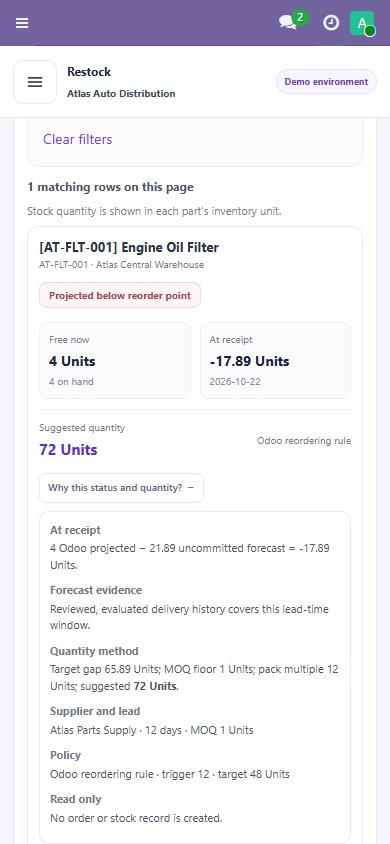 2
A
Restock
Atlas Auto Distribution
Demo environment
Clear filters
1 matching rows on this page
Stock quantity is shown in each part's inventory unit.
[AT-FLT-001] Engine Oil Filter
AT-FLT-001 · Atlas Central Warehouse
Projected below reorder point
Free now
4 Units
4 on hand
At receipt
-17.89 Units
2026-10-22
Suggested quantity
72 Units
Odoo reordering rule
Why this status and quantity? −
At receipt
4 Odoo projected − 21.89 uncommitted forecast = -17.89
Units.
Forecast evidence
Reviewed, evaluated delivery history covers this lead-time
window.
Quantity method
Target gap 65.89 Units; MOQ floor 1 Units; pack multiple 12
Units; suggested 72 Units.
Supplier and lead
Atlas Parts Supply · 12 days · MOQ 1 Units
Policy
Odoo reordering rule · trigger 12 · target 48 Units
Read only
No order or stock record is created.